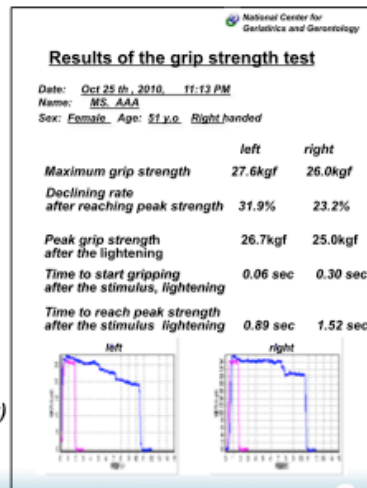 National Center for
Geriatrics and Gerontology
Results of the grip strength test
Date: Oct 25 th , 2010, 11:13 PM
Name: MS. AAA
Sex: Female Age: 51 y.o Right handed
left right
Maximum grip strength 27.6kgf 26.0kgf
Declining rate
after reaching peak strength 31.9% 23.2%
Peak grip strength 26.7kgf 25.0kgf
after the lightening
Time to start gripping 0.06 sec 0.30 sec
after the stimulus, lightening
Time to reach peak strength
after the stimulus lightening 0.89 sec 1.52 sec
left right
)